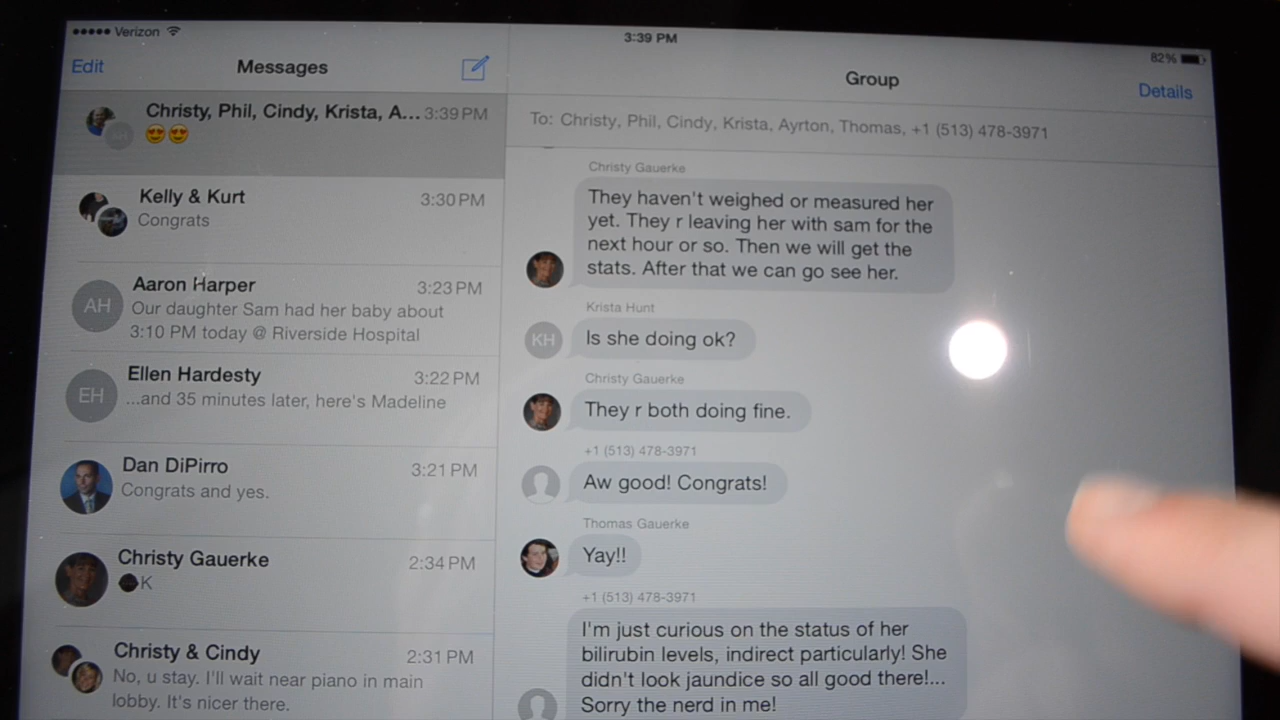 Verizon
3:39 PM
82%
Edit
Messages
Christy, Phil, Cindy, Krista, A... 3:39 PM
😍😍
Kelly & Kurt 3:30 PM
Congrats
AH
Aaron Harper 3:23 PM
Our daughter Sam had her baby about
3:10 PM today @ Riverside Hospital
EH
Ellen Hardesty 3:22 PM
...and 35 minutes later, here's Madeline
Dan DiPirro 3:21 PM
Congrats and yes.
Christy Gauerke 2:34 PM
K
Christy & Cindy 2:31 PM
No, u stay. I'll wait near piano in main
lobby. It's nicer there.
Group
Details
To: Christy, Phil, Cindy, Krista, Ayrton, Thomas, +1 (513) 478-3971
Christy Gauerke
They haven't weighed or measured her
yet. They r leaving her with sam for the
next hour or so. Then we will get the
stats. After that we can go see her.
Krista Hunt
KH
Is she doing ok?
Christy Gauerke
They r both doing fine.
+1 (513) 478-3971
Aw good! Congrats!
Thomas Gauerke
Yay!!
+1 (513) 478-3971
I'm just curious on the status of her
bilirubin levels, indirect particularly! She
didn't look jaundice so all good there!...
Sorry the nerd in me!